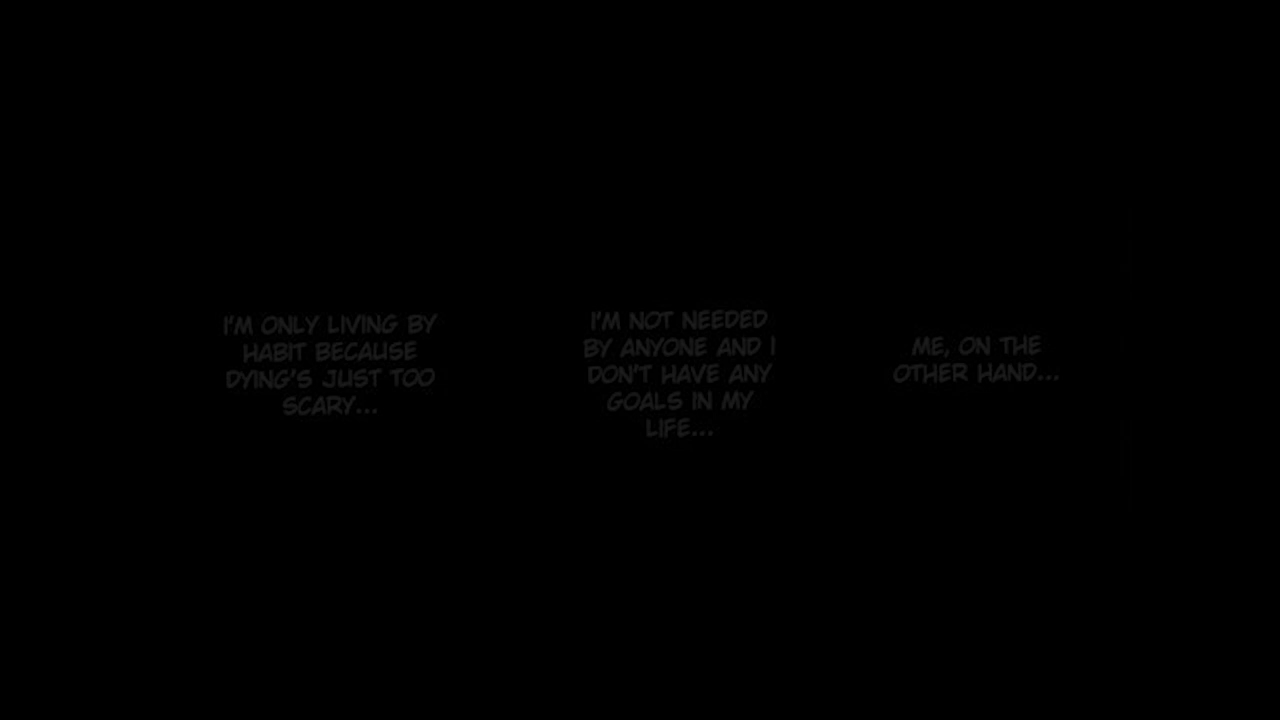 ME, ON THE
OTHER HAND...
I'M NOT NEEDED
BY ANYONE AND I
DON'T HAVE ANY
GOALS IN MY
LIFE...
I'M ONLY LIVING BY
HABIT BECAUSE
DYING'S JUST TOO
SCARY...